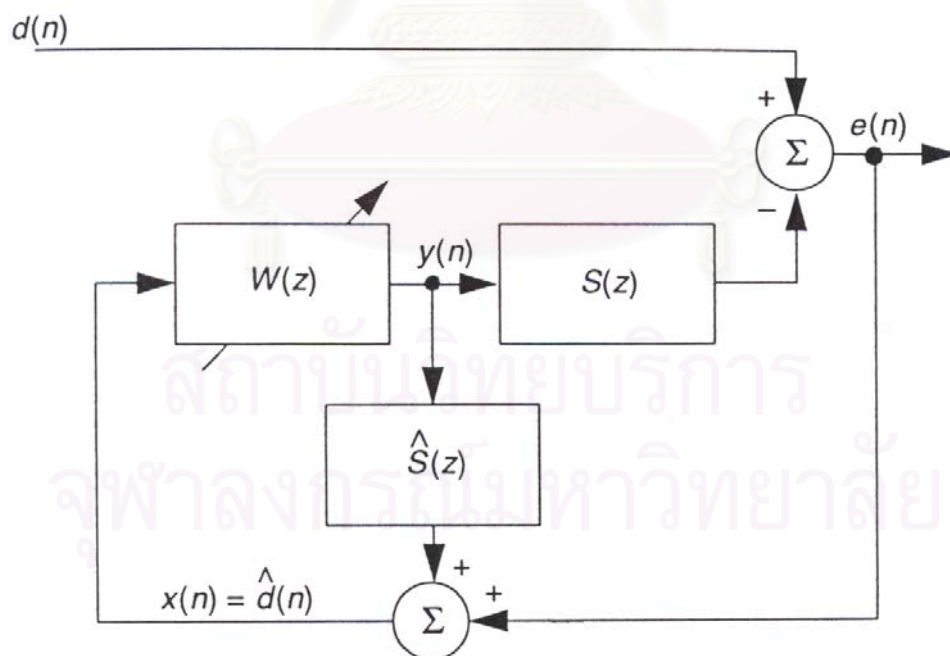 d(n)
+
e(n)
Σ
−
W(z)
y(n)
S(z)
สถาบันวิทยบริการ
Ŝ(z)
จุฬาลงกรณ์มหาวิทยาลัย
+
+
x(n) = d̂(n)
Σ